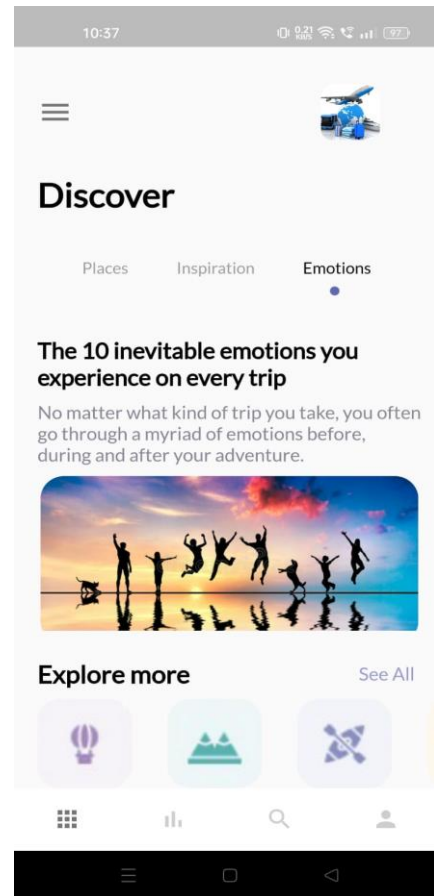 10:37
0.21
KB/S
97
Discover
Places Inspiration Emotions
The 10 inevitable emotions you
experience on every trip
No matter what kind of trip you take, you often
go through a myriad of emotions before,
during and after your adventure.
Explore more See All